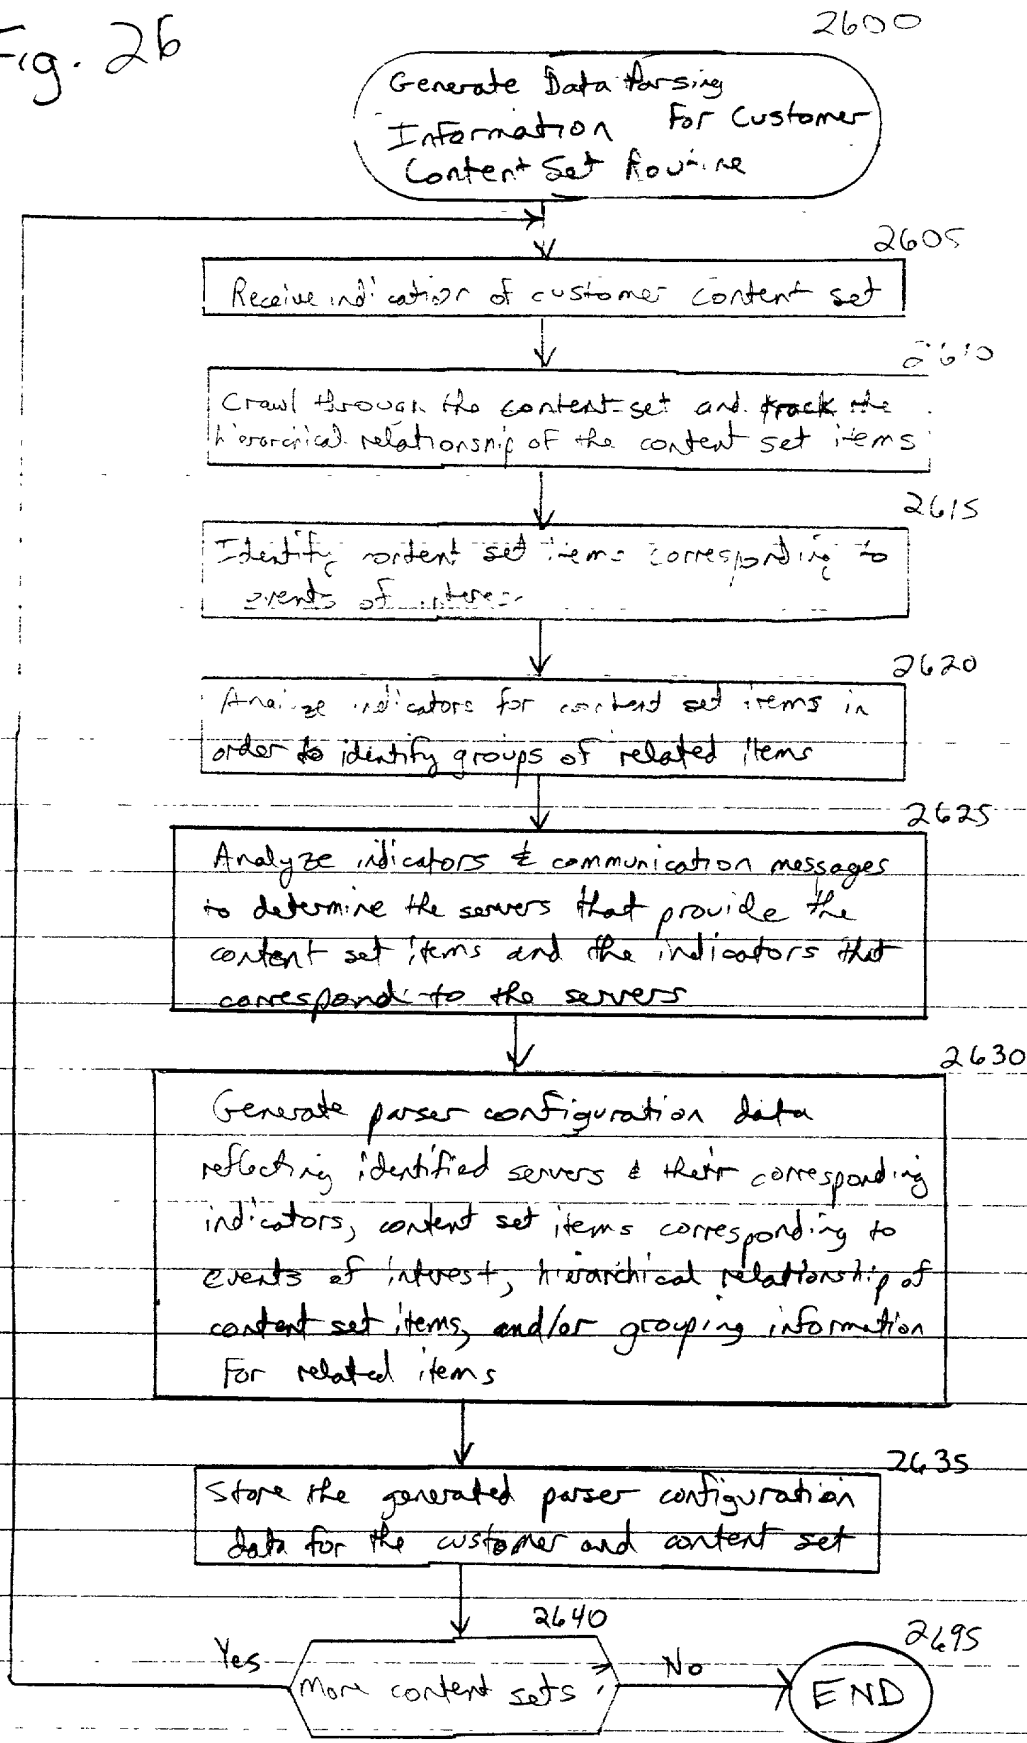 Fig. 26
2600
Generate Data Parsing
Information For Customer
Content Set Routine
2605
Receive indication of customer content set
2610
Crawl through the content set and track the
hierarchical relationship of the content set items
2615
Identify content set items corresponding to
events of interest
2620
Analize indicators for content set items in
order to identify groups of related items
2625
Analyze indicators & communication messages
to determine the servers that provide the
content set items and the indicators that
correspond to the servers
2630
Generate parser configuration data
reflecting identified servers & their corresponding
indicators, content set items corresponding to
events of interest, hierarchical relationship of
content set items, and/or grouping information
For related items
2635
Store the generated parser configuration
data for the customer and content set
2640
2695
Yes
More content sets ?
No
END